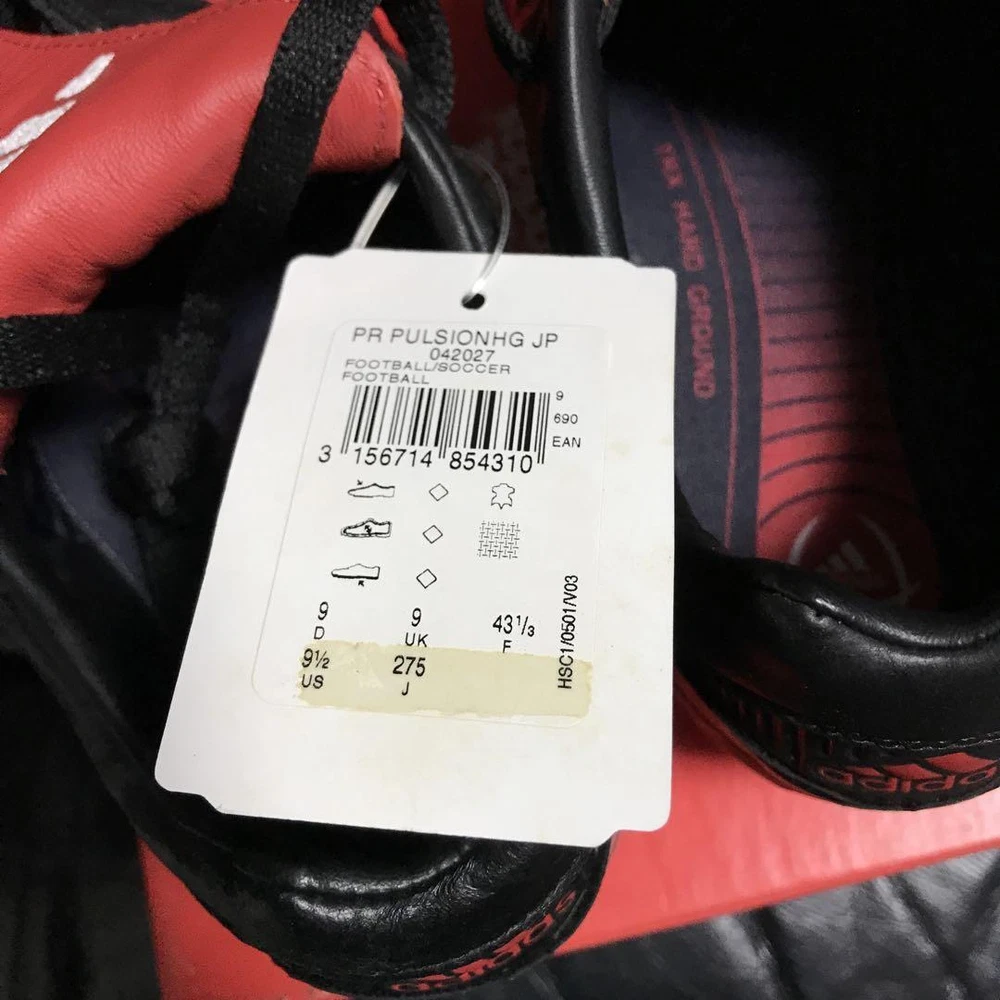 PR PULSIONHG JP
042027
FOOTBALL/SOCCER
FOOTBALL
9
690
EAN
3 156714 854310
9
D
9
UK
43 1/3
F
9½
US
275
J
HSC1/0501/V03
TRX HARD GROUND
adidas
adidas